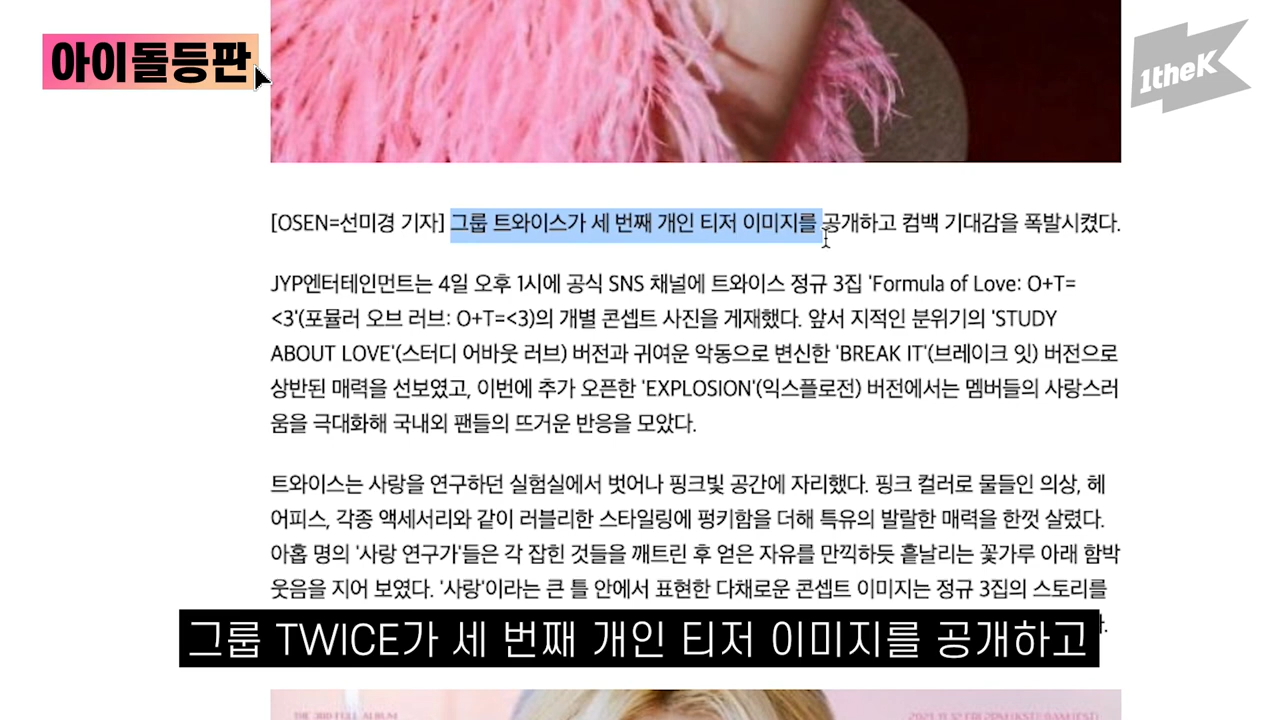 아이돌등판
1theK
[OSEN=선미경 기자] 그룹 트와이스가 세 번째 개인 티저 이미지를 공개하고 컴백 기대감을 폭발시켰다.
JYP엔터테인먼트는 4일 오후 1시에 공식 SNS 채널에 트와이스 정규 3집 'Formula of Love: O+T=
<3'(포뮬러 오브 러브: O+T=<3)의 개별 콘셉트 사진을 게재했다. 앞서 지적인 분위기의 'STUDY
ABOUT LOVE'(스터디 어바웃 러브) 버전과 귀여운 악동으로 변신한 'BREAK IT'(브레이크 잇) 버전으로
상반된 매력을 선보였고, 이번에 추가 오픈한 'EXPLOSION'(익스플로전) 버전에서는 멤버들의 사랑스러
움을 극대화해 국내외 팬들의 뜨거운 반응을 모았다.
트와이스는 사랑을 연구하던 실험실에서 벗어나 핑크빛 공간에 자리했다. 핑크 컬러로 물들인 의상, 헤
어피스, 각종 액세서리와 같이 러블리한 스타일링에 펑키함을 더해 특유의 발랄한 매력을 한껏 살렸다.
아홉 명의 '사랑 연구가'들은 각 잡힌 것들을 깨트린 후 얻은 자유를 만끽하듯 흩날리는 꽃가루 아래 함박
웃음을 지어 보였다. '사랑'이라는 큰 틀 안에서 표현한 다채로운 콘셉트 이미지는 정규 3집의 스토리를
그룹 TWICE가 세 번째 개인 티저 이미지를 공개하고
THE 3RD FULL ALBUM